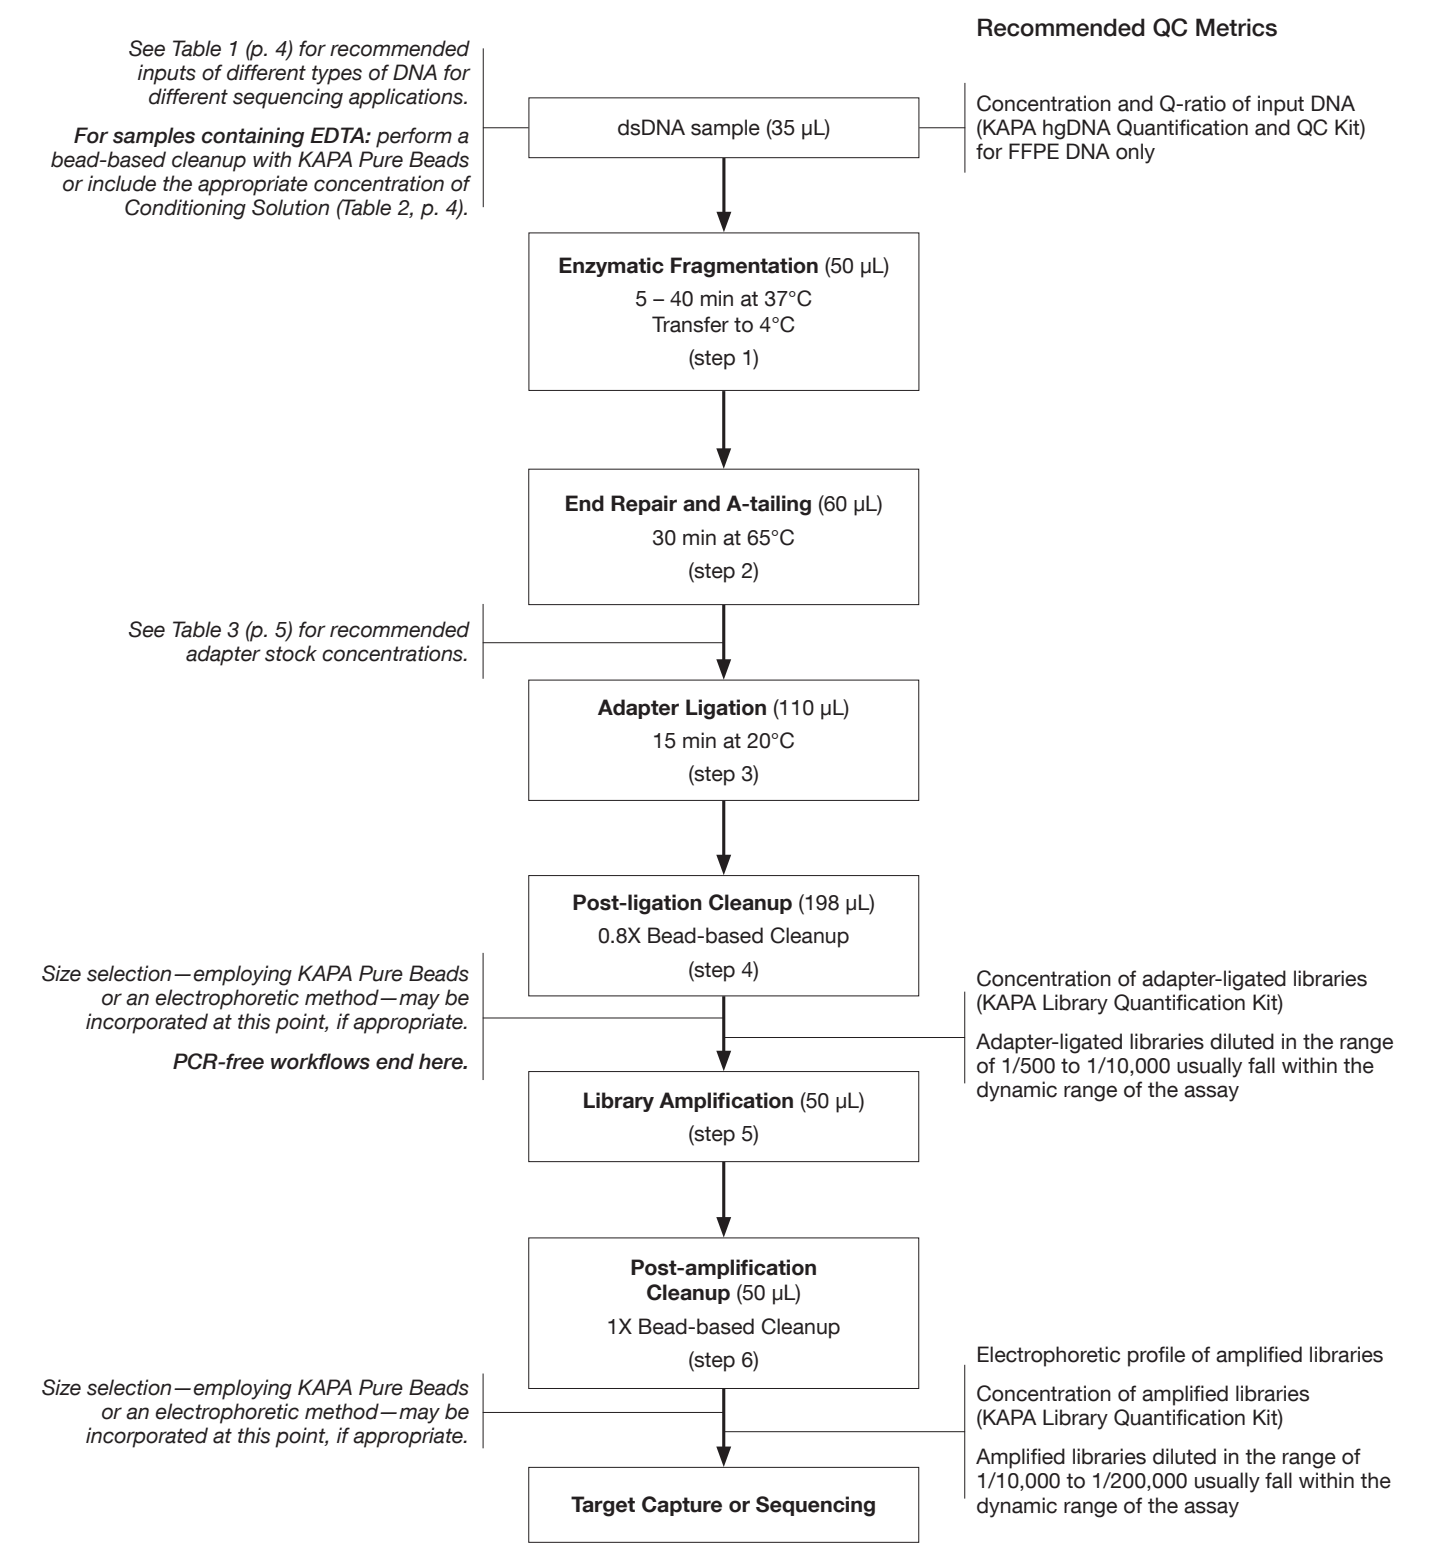 Recommended QC Metrics
See Table 1 (p. 4) for recommended
inputs of different types of DNA for
different sequencing applications.
For samples containing EDTA: perform a
bead-based cleanup with KAPA Pure Beads
or include the appropriate concentration of
Conditioning Solution (Table 2, p. 4).
dsDNA sample (35 µL)
Concentration and Q-ratio of input DNA
(KAPA hgDNA Quantification and QC Kit)
for FFPE DNA only
Enzymatic Fragmentation (50 µL)
5 – 40 min at 37°C
Transfer to 4°C
(step 1)
End Repair and A-tailing (60 µL)
30 min at 65°C
(step 2)
See Table 3 (p. 5) for recommended
adapter stock concentrations.
Adapter Ligation (110 µL)
15 min at 20°C
(step 3)
Post-ligation Cleanup (198 µL)
0.8X Bead-based Cleanup
(step 4)
Size selection—employing KAPA Pure Beads
or an electrophoretic method—may be
incorporated at this point, if appropriate.
PCR-free workflows end here.
Concentration of adapter-ligated libraries
(KAPA Library Quantification Kit)
Adapter-ligated libraries diluted in the range
of 1/500 to 1/10,000 usually fall within the
dynamic range of the assay
Library Amplification (50 µL)
(step 5)
Post-amplification
Cleanup (50 µL)
1X Bead-based Cleanup
(step 6)
Size selection—employing KAPA Pure Beads
or an electrophoretic method—may be
incorporated at this point, if appropriate.
Electrophoretic profile of amplified libraries
Concentration of amplified libraries
(KAPA Library Quantification Kit)
Amplified libraries diluted in the range of
1/10,000 to 1/200,000 usually fall within the
dynamic range of the assay
Target Capture or Sequencing